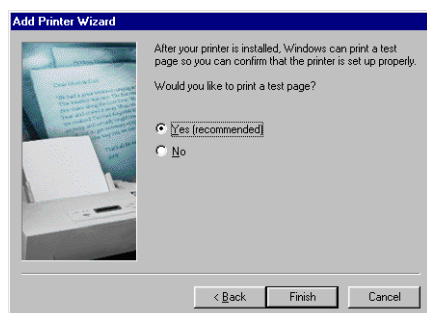 Add Printer Wizard
After your printer is installed, Windows can print a test
page so you can confirm that the printer is set up properly.
Would you like to print a test page?
Yes (recommended)
No
< Back
Finish
Cancel